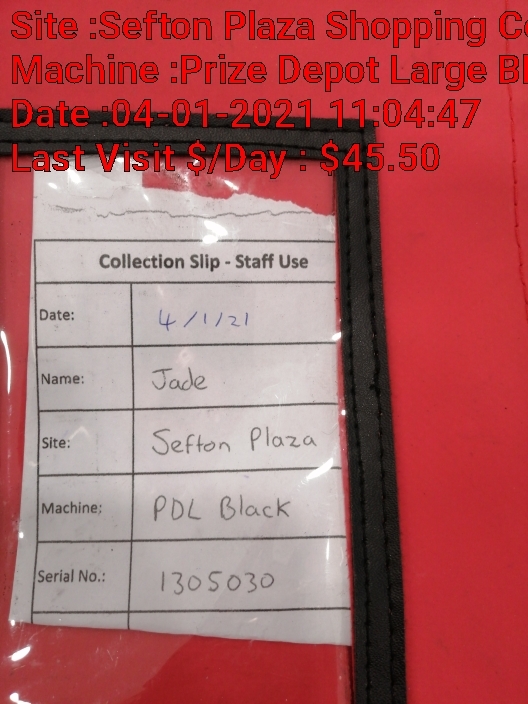 Site :Sefton Plaza Shopping Ce
Machine :Prize Depot Large Bl
Date :04-01-2021 11:04:47
Last Visit $/Day : $45.50
Collection Slip - Staff Use
Date: 4/1/21
Name: Jade
Site: Sefton Plaza
Machine: PDL Black
Serial No.: 1305030